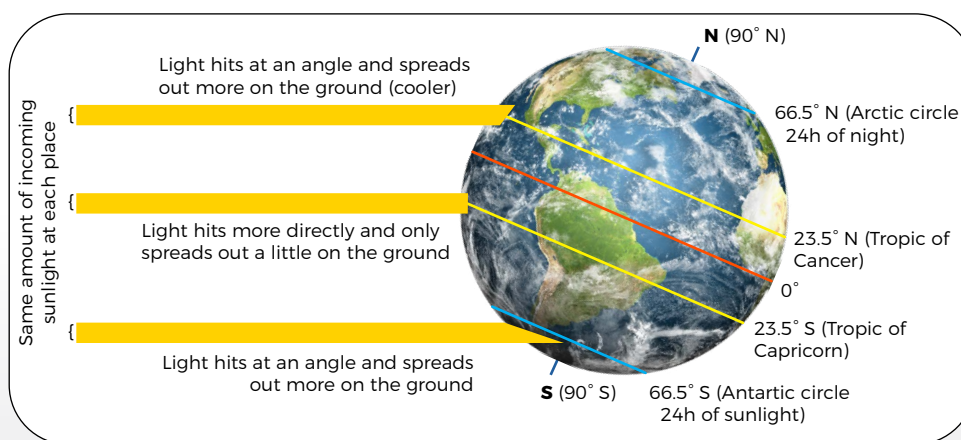 Same amount of incoming
sunlight at each place
{
Light hits at an angle and spreads
out more on the ground (cooler)
{
Light hits more directly and only
spreads out a little on the ground
{
Light hits at an angle and spreads
out more on the ground
N (90° N)
66.5° N (Arctic circle
24h of night)
23.5° N (Tropic of
Cancer)
0°
23.5° S (Tropic of
Capricorn)
66.5° S (Antartic circle
24h of sunlight)
S (90° S)